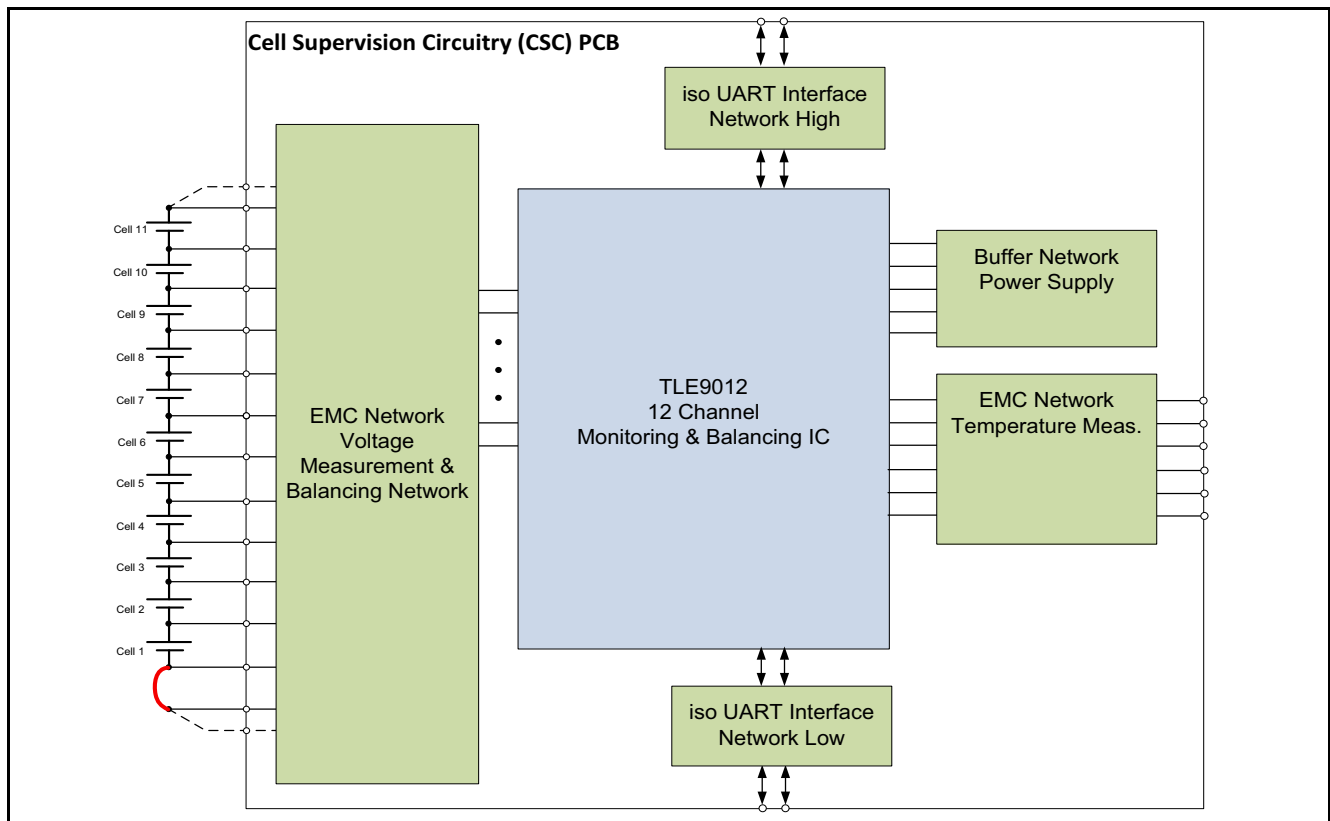 Cell Supervision Circuitry (CSC) PCB
iso UART Interface
Network High
Cell 11
Cell 10
Cell 9
Cell 8
Cell 7
Cell 6
Cell 5
Cell 4
Cell 3
Cell 2
Cell 1
EMC Network
Voltage
Measurement &
Balancing Network
TLE9012
12 Channel
Monitoring & Balancing IC
Buffer Network
Power Supply
EMC Network
Temperature Meas.
iso UART Interface
Network Low